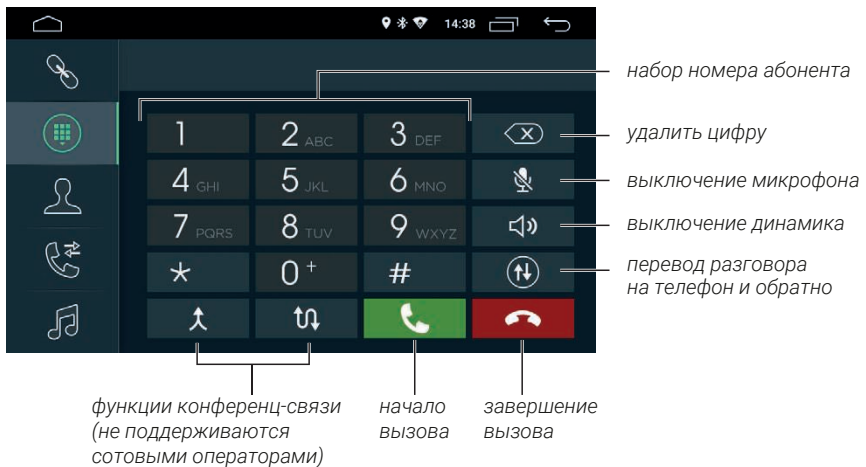 14:38
набор номера абонента
1 2 ABC 3 DEF
удалить цифру
4 GHI 5 JKL 6 MNO
выключение микрофона
7 PQRS 8 TUV 9 WXYZ
выключение динамика
* 0 + #
перевод разговора
на телефон и обратно
функции конференц-связи
(не поддерживаются
сотовыми операторами)
начало
вызова
завершение
вызова